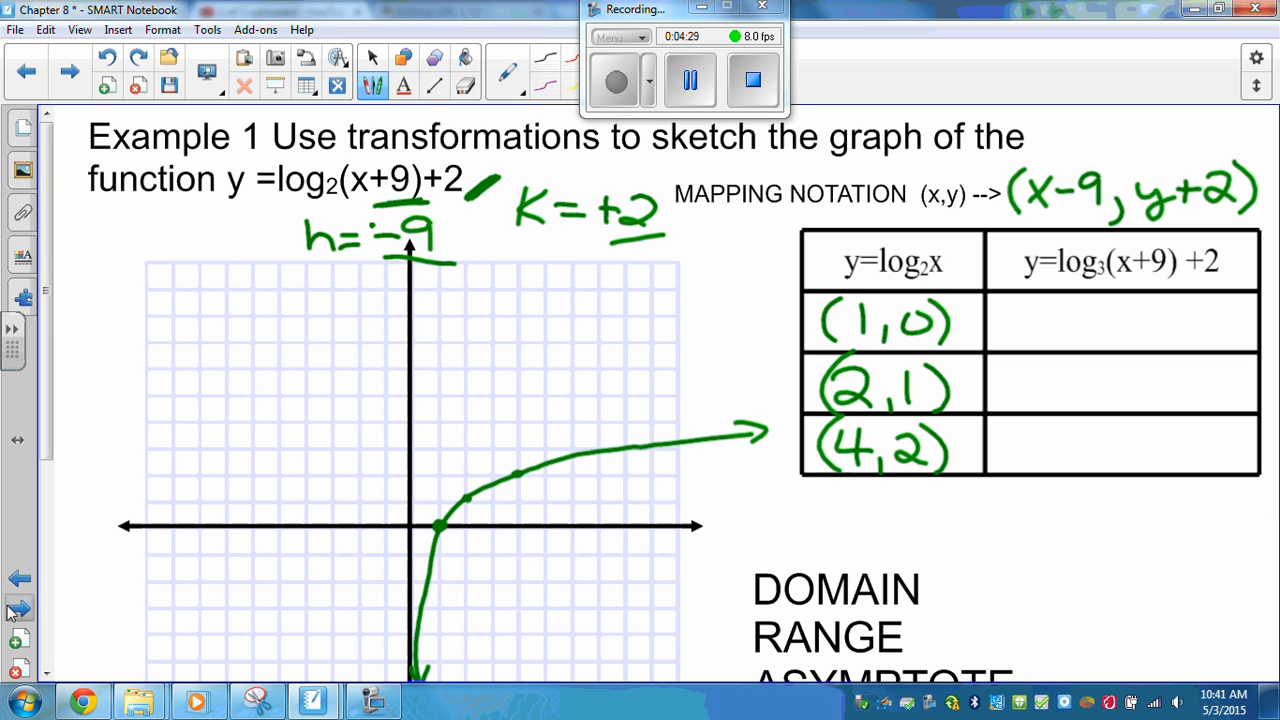 Chapter 8 * - SMART Notebook
Recording...
File Edit View Insert Format Tools Add-ons Help
Menu 0:04:29 8.0 fps
Example 1 Use transformations to sketch the graph of the
function y =log₂(x+9)+2
h=-9
K=+2
MAPPING NOTATION (x,y) --> (x-9, y+2)
y=log₂x y=log₃(x+9) +2
(1,0)
(2,1)
(4,2)
DOMAIN
RANGE
ASYMPTOTE
10:41 AM
5/3/2015